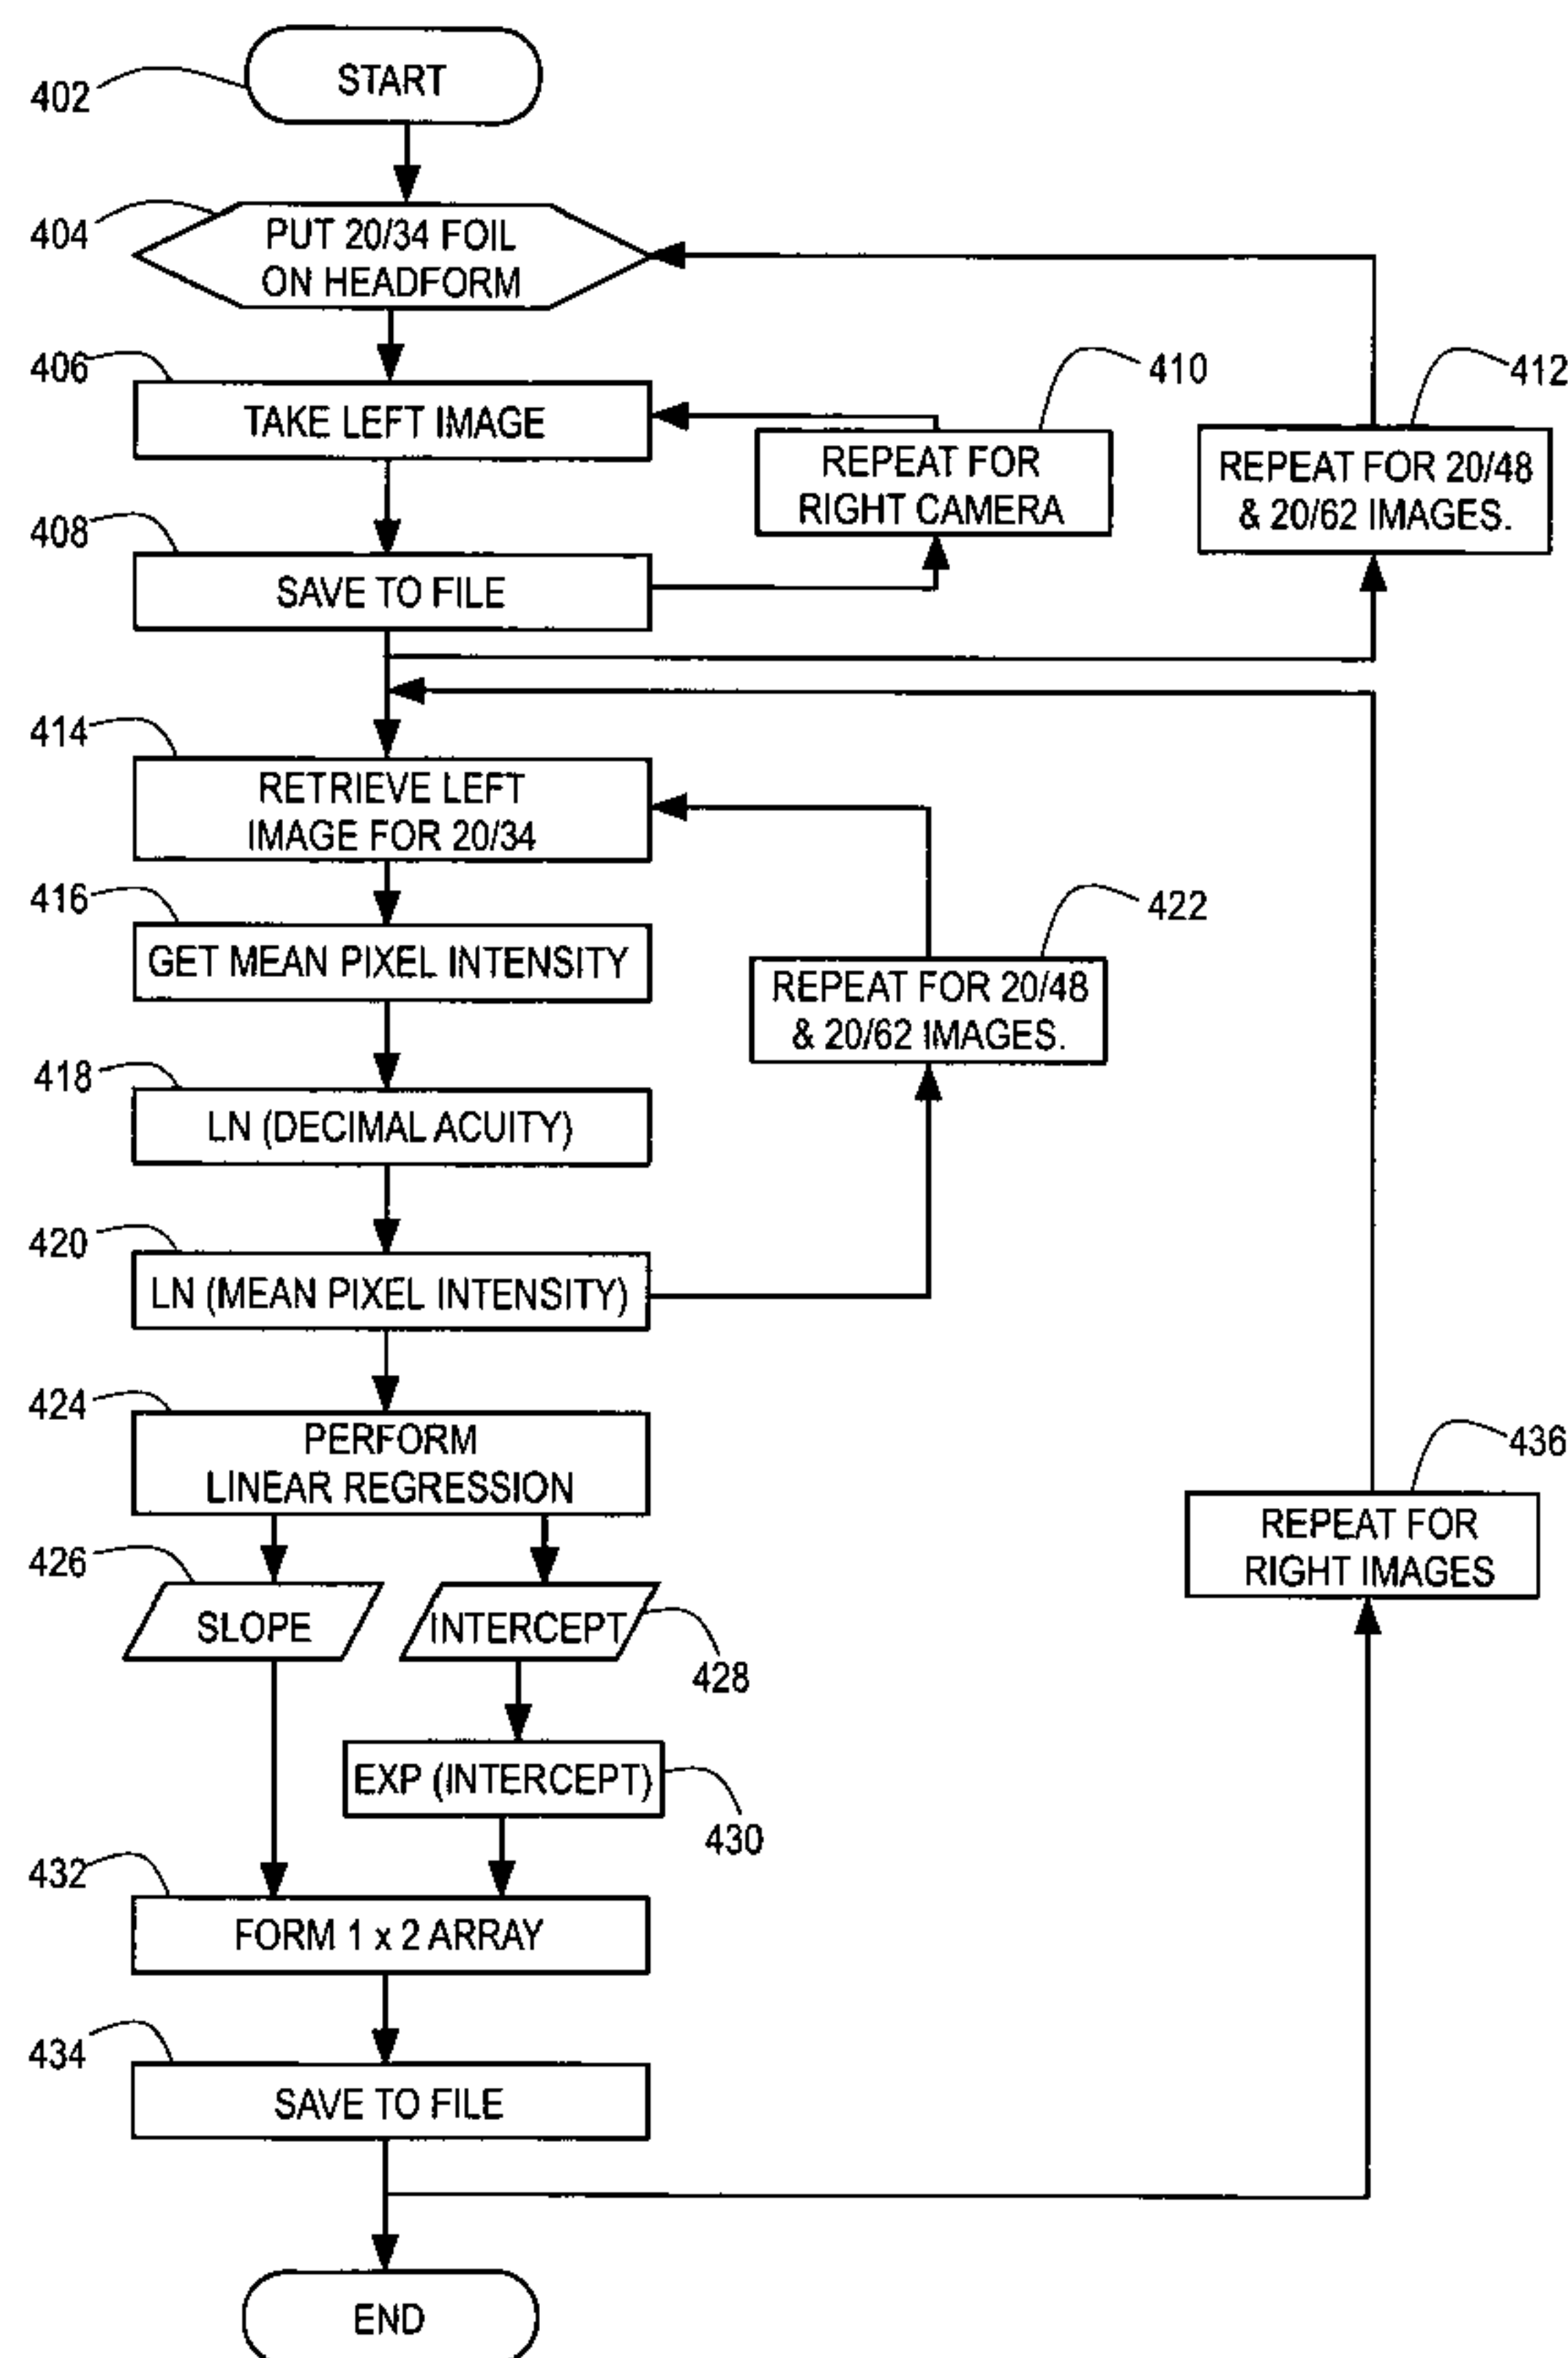 402
START
404
PUT 20/34 FOIL
ON HEADFORM
406
TAKE LEFT IMAGE
410
REPEAT FOR
RIGHT CAMERA
412
REPEAT FOR 20/48
& 20/62 IMAGES.
408
SAVE TO FILE
414
RETRIEVE LEFT
IMAGE FOR 20/34
416
GET MEAN PIXEL INTENSITY
422
REPEAT FOR 20/48
& 20/62 IMAGES.
418
LN (DECIMAL ACUITY)
420
LN (MEAN PIXEL INTENSITY)
424
PERFORM
LINEAR REGRESSION
436
REPEAT FOR
RIGHT IMAGES
426
SLOPE
INTERCEPT
428
EXP (INTERCEPT)
430
432
FORM 1 x 2 ARRAY
434
SAVE TO FILE
END